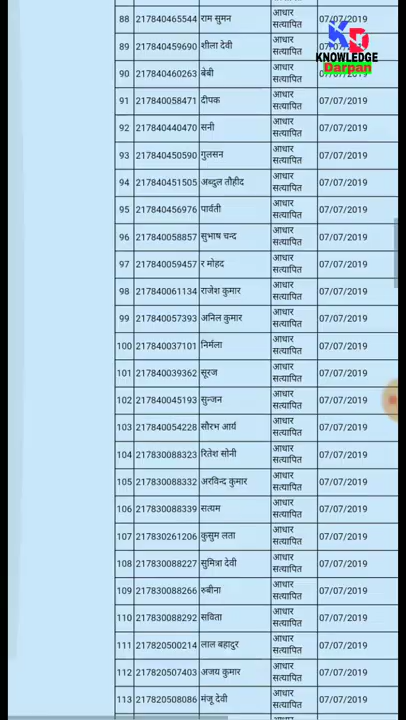 88 217840465544 राम सुमन आधार सत्यापित 07/07/2019
KNOWLEDGE
Darpan
89 217840459690 शीला देवी आधार सत्यापित 07/07/2019
90 217840460263 बेबी आधार सत्यापित 07/07/2019
91 217840058471 दीपक आधार सत्यापित 07/07/2019
92 217840440470 सनी आधार सत्यापित 07/07/2019
93 217840450590 गुलसन आधार सत्यापित 07/07/2019
94 217840451505 अब्दुल तौहीद आधार सत्यापित 07/07/2019
95 217840456976 पार्वती आधार सत्यापित 07/07/2019
96 217840058857 सुभाष चन्द आधार सत्यापित 07/07/2019
97 217840059457 र मोहद आधार सत्यापित 07/07/2019
98 217840061134 राजेश कुमार आधार सत्यापित 07/07/2019
99 217840057393 अनिल कुमार आधार सत्यापित 07/07/2019
100 217840037101 निर्मला आधार सत्यापित 07/07/2019
101 217840039362 सूरज आधार सत्यापित 07/07/2019
102 217840045193 सुन्जन आधार सत्यापित 07/07/2019
103 217840054228 सौरभ आर्य आधार सत्यापित 07/07/2019
104 217830088323 रितेश सोनी आधार सत्यापित 07/07/2019
105 217830088332 अरविन्द कुमार आधार सत्यापित 07/07/2019
106 217830088339 सत्यम आधार सत्यापित 07/07/2019
107 217830261206 कुसुम लता आधार सत्यापित 07/07/2019
108 217830088227 सुमित्रा देवी आधार सत्यापित 07/07/2019
109 217830088266 रुबीना आधार सत्यापित 07/07/2019
110 217830088292 सविता आधार सत्यापित 07/07/2019
111 217820500214 लाल बहादुर आधार सत्यापित 07/07/2019
112 217820507403 अजय कुमार आधार सत्यापित 07/07/2019
113 217820508086 मंजू देवी आधार सत्यापित 07/07/2019